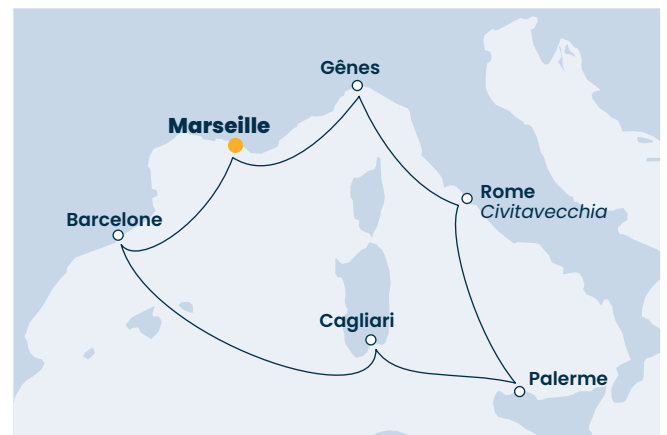 Gênes
Marseille
Rome
Civitavecchia
Barcelone
Cagliari
Palerme